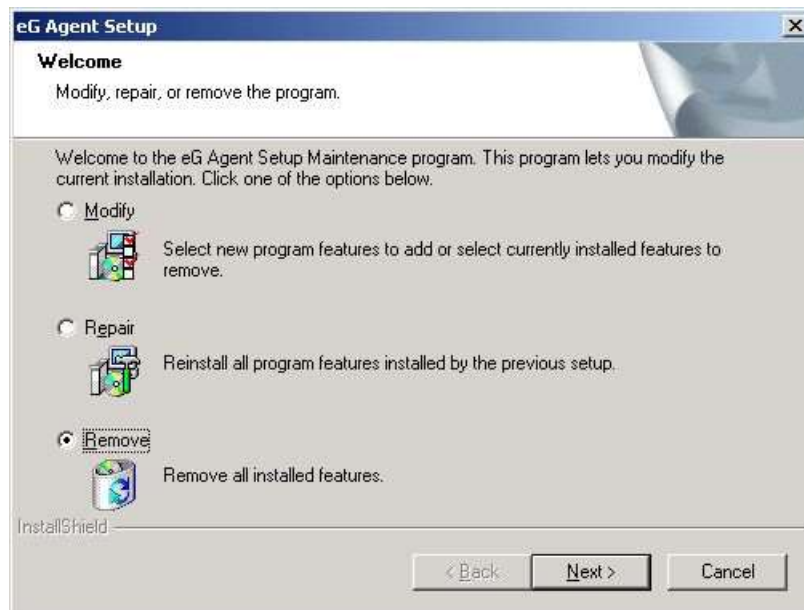 eG Agent Setup
Welcome
Modify, repair, or remove the program.
Welcome to the eG Agent Setup Maintenance program. This program lets you modify the
current installation. Click one of the options below.
Modify
Select new program features to add or select currently installed features to
remove.
Repair
Reinstall all program features installed by the previous setup.
Remove
Remove all installed features.
InstallShield
< Back
Next >
Cancel